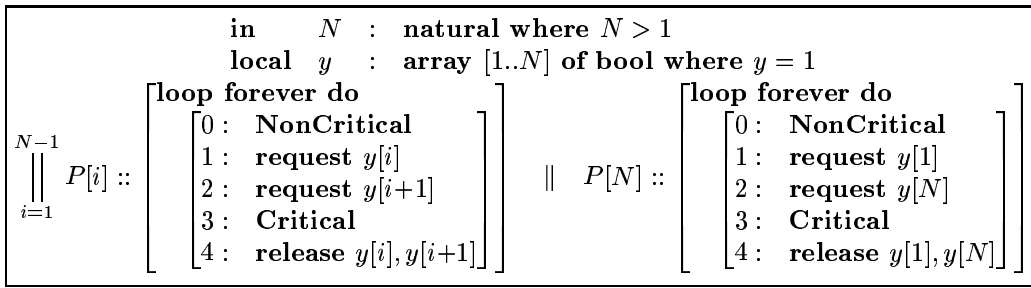 in N : natural where N > 1
local y : array [1..N] of bool where y = 1
N−1
||
i=1
P[i] ::
loop forever do
0 : NonCritical
1 : request y[i]
2 : request y[i+1]
3 : Critical
4 : release y[i], y[i+1]
||
P[N] ::
loop forever do
0 : NonCritical
1 : request y[1]
2 : request y[N]
3 : Critical
4 : release y[1], y[N]